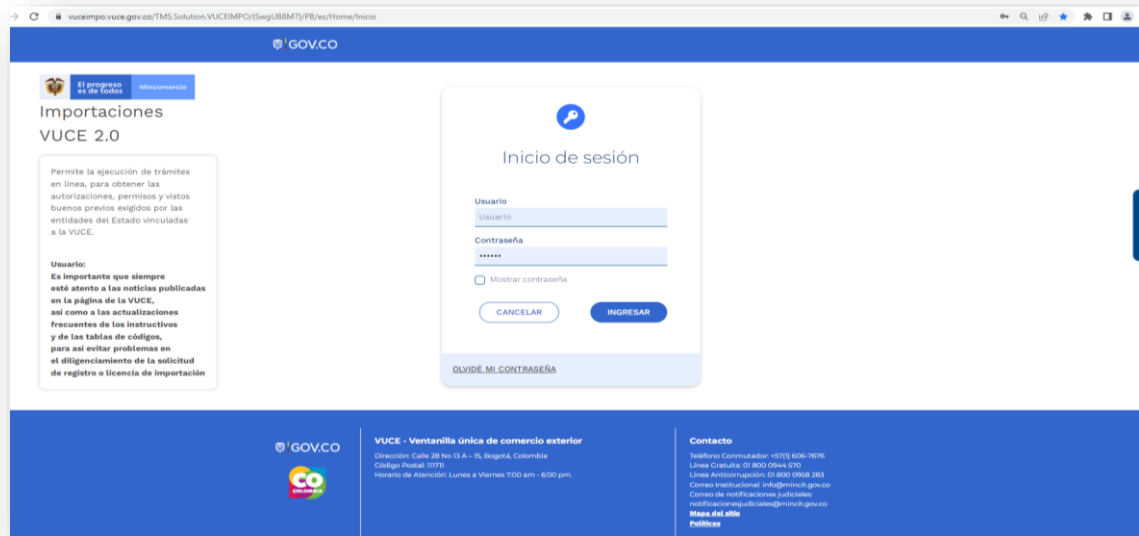 vuceimpo.vuce.gov.co/TMS.Solution.VUCEIMPO/(SwgUB8M7)/PB/es/Home/Inicio
GOV.CO
El progreso
es de todos
Mincomercio
Importaciones
VUCE 2.0
Permite la ejecución de trámites
en línea, para obtener las
autorizaciones, permisos y vistos
buenos previos exigidos por las
entidades del Estado vinculadas
a la VUCE.
Usuario:
Es importante que siempre
esté atento a las noticias publicadas
en la página de la VUCE,
así como a las actualizaciones
frecuentes de los instructivos
y de las tablas de códigos,
para así evitar problemas en
el diligenciamiento de la solicitud
de registro o licencia de importación
Inicio de sesión
Usuario
Usuario
Contraseña
••••••
Mostrar contraseña
CANCELAR
INGRESAR
OLVIDÉ MI CONTRASEÑA
GOV.CO
CO
COLOMBIA
VUCE - Ventanilla única de comercio exterior
Dirección: Calle 28 No 13 A – 15, Bogotá, Colombia
Código Postal: 111711
Horario de Atención: Lunes a Viernes 7:00 am - 6:00 pm.
Contacto
Teléfono Conmutador: +57(1) 606-7676
Línea Gratuita: 01 800 0944 570
Línea Anticorrupción: 01 800 0968 283
Correo Institucional: info@mincit.gov.co
Correo de notificaciones judiciales:
notificacionesjudiciales@mincit.gov.co
Mapa del sitio
Políticas